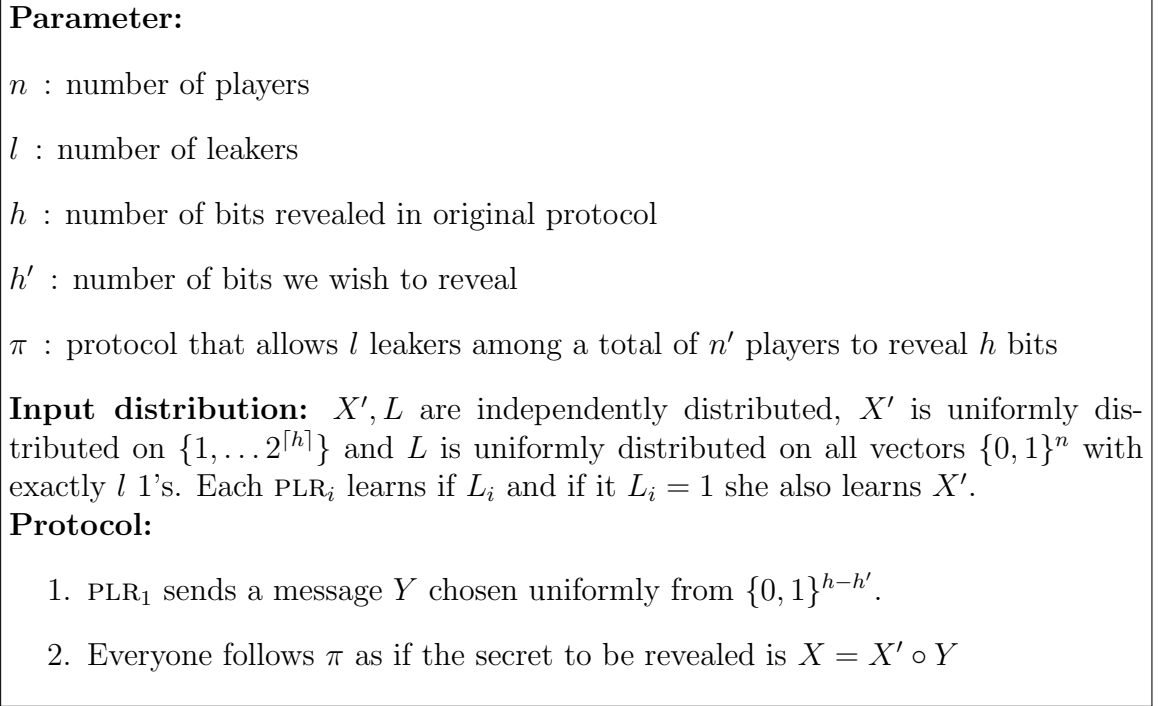 Parameter:
n : number of players
l : number of leakers
h : number of bits revealed in original protocol
h′ : number of bits we wish to reveal
π : protocol that allows l leakers among a total of n′ players to reveal h bits
Input distribution: X′, L are independently distributed, X′ is uniformly dis-
tributed on {1, . . . 2^{⌈h⌉}} and L is uniformly distributed on all vectors {0, 1}^n with
exactly l 1's. Each PLR_i learns if L_i and if it L_i = 1 she also learns X′.
Protocol:
1. PLR_1 sends a message Y chosen uniformly from {0, 1}^{h−h′}.
2. Everyone follows π as if the secret to be revealed is X = X′ ∘ Y